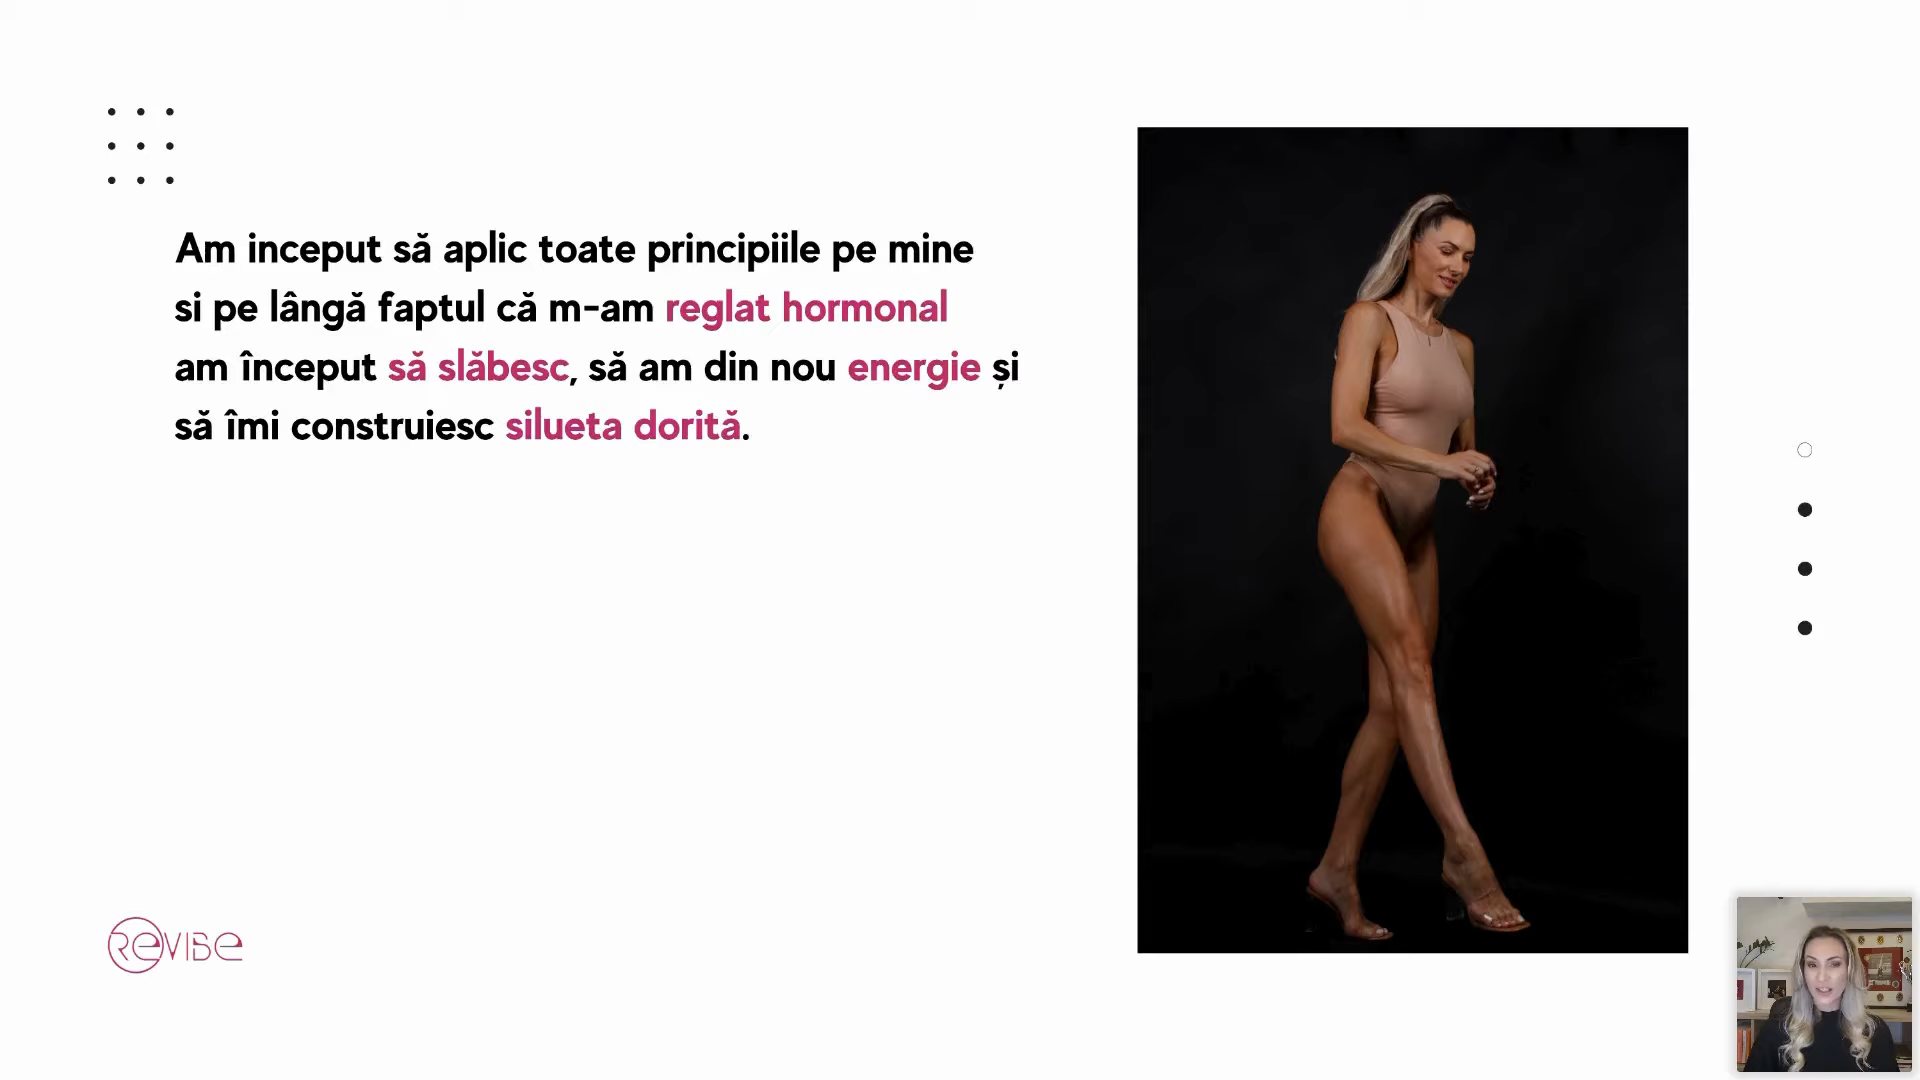 Am inceput să aplic toate principiile pe mine
si pe lângă faptul că m-am reglat hormonal
am început să slăbesc, să am din nou energie și
să îmi construiesc silueta dorită.
REVIBE